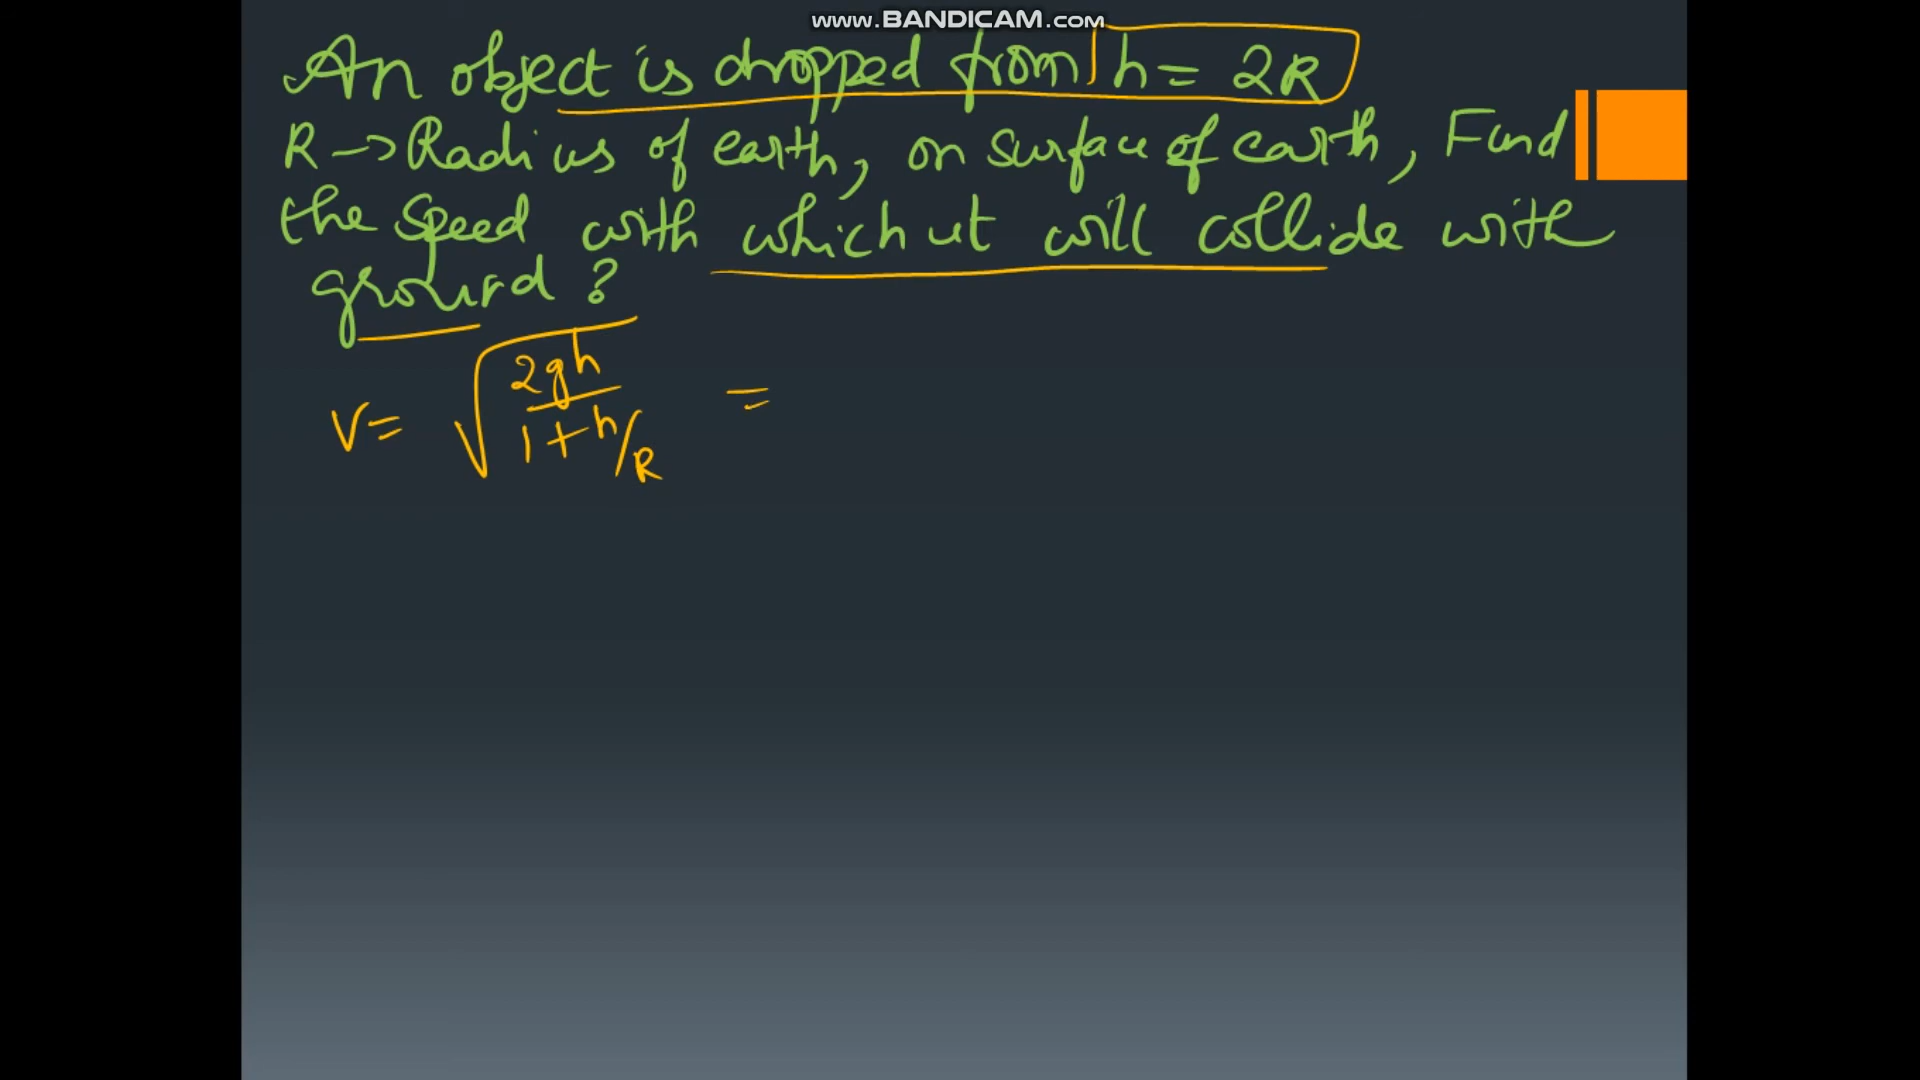 www.BANDICAM.com
An object is dropped from h = 2R
R → Radius of earth, on surface of earth, Find
the speed with which it will collide with
ground ?
V = √(2gh / (1 + h/R)) =